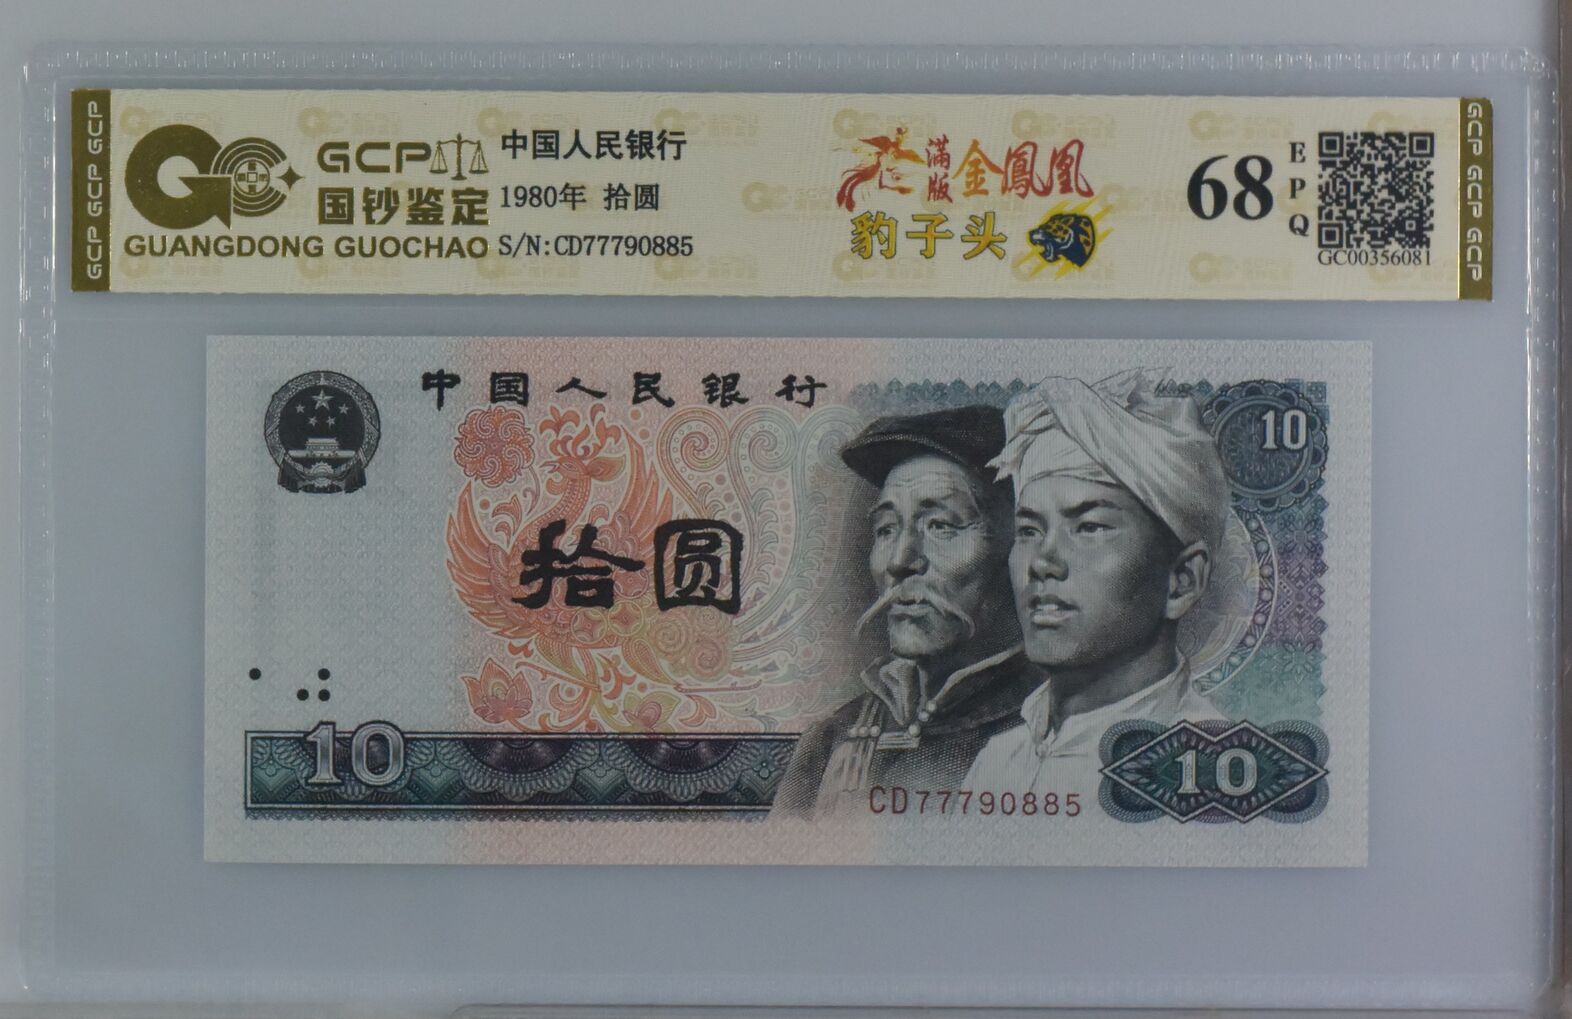 GCP GCP GCP
GCP
国钞鉴定
GUANGDONG GUOCHAO
中国人民银行
1980年 拾圆
S/N:CD77790885
满版 金鳳凰
豹子头
68
EPQ
GC00356081
GCP GCP GCP
中国人民银行
10
拾圆
10
CD77790885
10